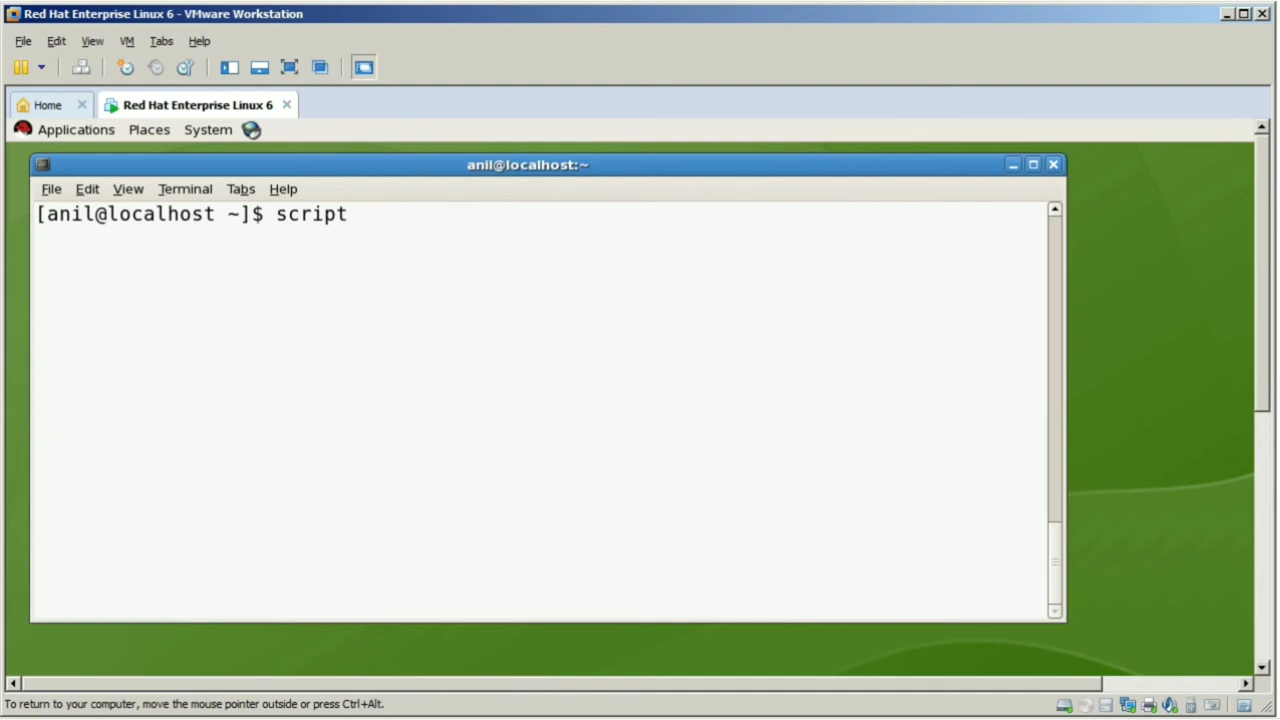 Red Hat Enterprise Linux 6 - VMware Workstation
File Edit View VM Tabs Help
Home Red Hat Enterprise Linux 6
Applications Places System
anil@localhost:~
File Edit View Terminal Tabs Help
[anil@localhost ~]$ script
To return to your computer, move the mouse pointer outside or press Ctrl+Alt.